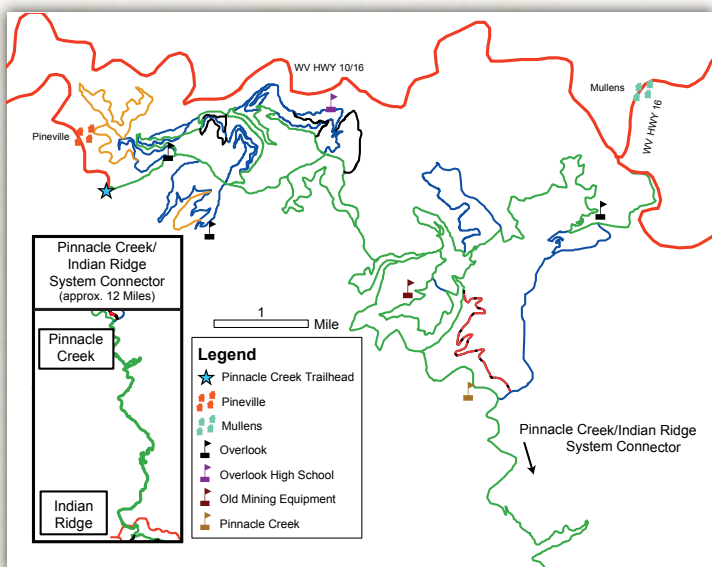 WV HWY 10/16
Mullens
WV HWY 16
Pineville
Pinnacle Creek/
Indian Ridge
System Connector
(approx. 12 Miles)
Pinnacle
Creek
Indian
Ridge
1
Mile
Legend
Pinnacle Creek Trailhead
Pineville
Mullens
Overlook
Overlook High School
Old Mining Equipment
Pinnacle Creek
Pinnacle Creek/Indian Ridge
System Connector